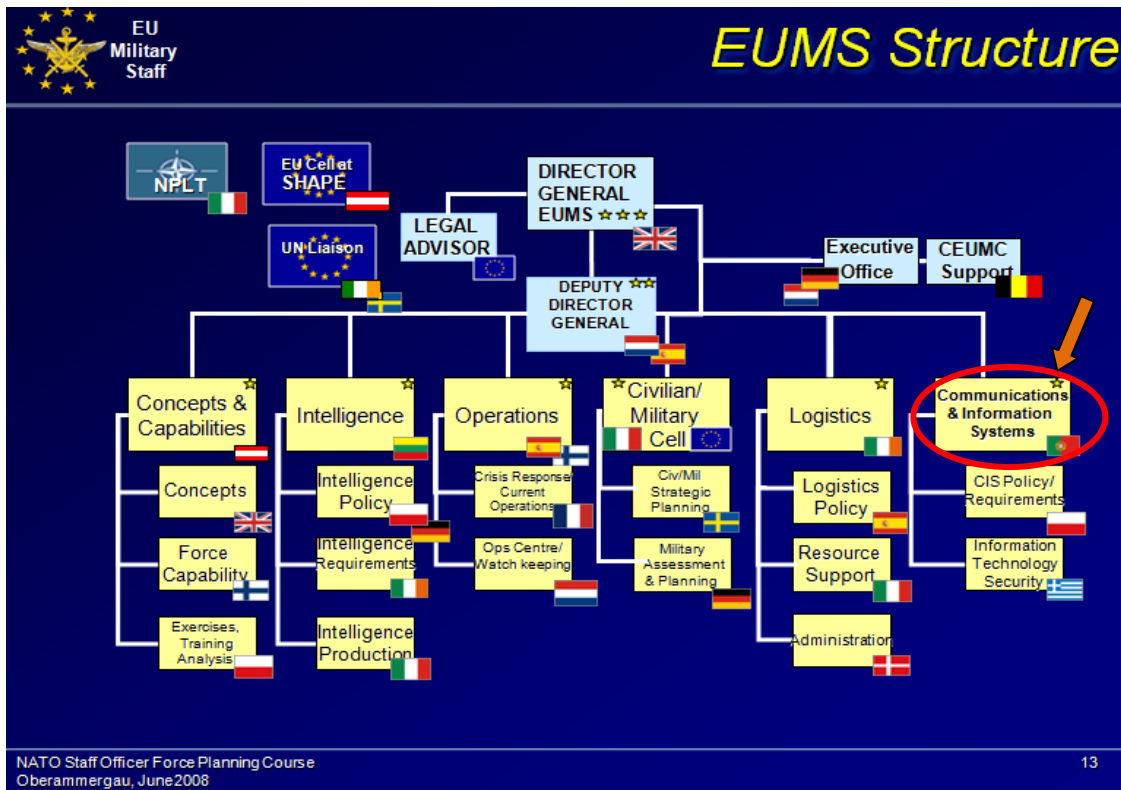 EU
Military
Staff
EUMS Structure
NPLT
EU Cell at
SHAPE
UN Liaison
LEGAL
ADVISOR
DIRECTOR
GENERAL
EUMS
Executive
Office
CEUMC
Support
DEPUTY
DIRECTOR
GENERAL
Concepts &
Capabilities
Concepts
Force
Capability
Exercises,
Training
Analysis
Intelligence
Intelligence
Policy
Intelligence
Requirements
Intelligence
Production
Operations
Crisis Response/
Current
Operations
Ops Centre/
Watch keeping
Civilian/
Military
Cell
Civ/Mil
Strategic
Planning
Military
Assessment
& Planning
Logistics
Logistics
Policy
Resource
Support
Administration
Communications
& Information
Systems
CIS Policy/
Requirements
Information
Technology
Security
NATO Staff Officer Force Planning Course
Oberammergau, June2008
13